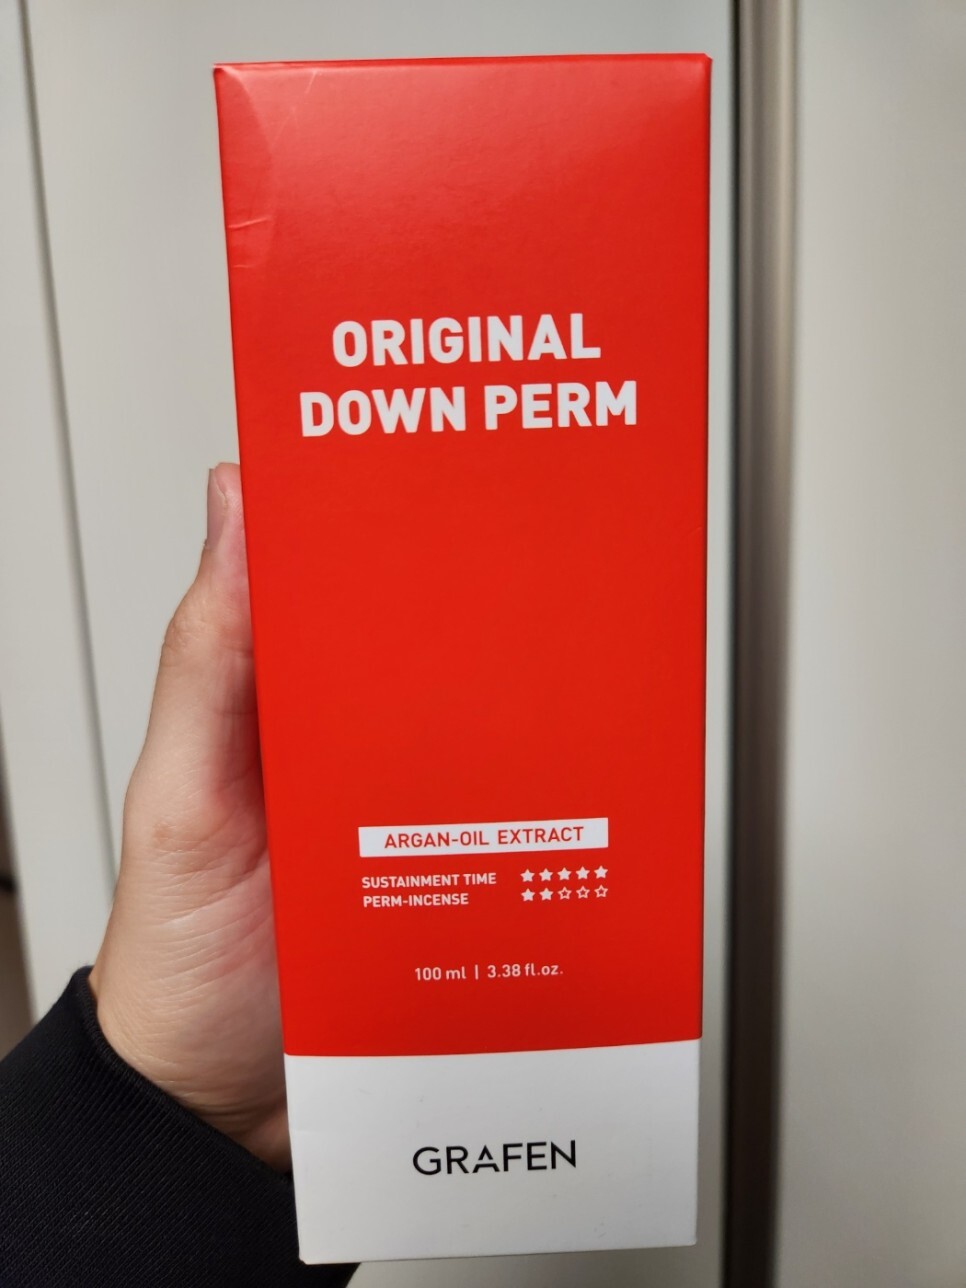 ORIGINAL
DOWN PERM
ARGAN-OIL EXTRACT
SUSTAINMENT TIME ★★★★★
PERM-INCENSE ★★☆☆☆
100 ml | 3.38 fl.oz.
GRAFEN